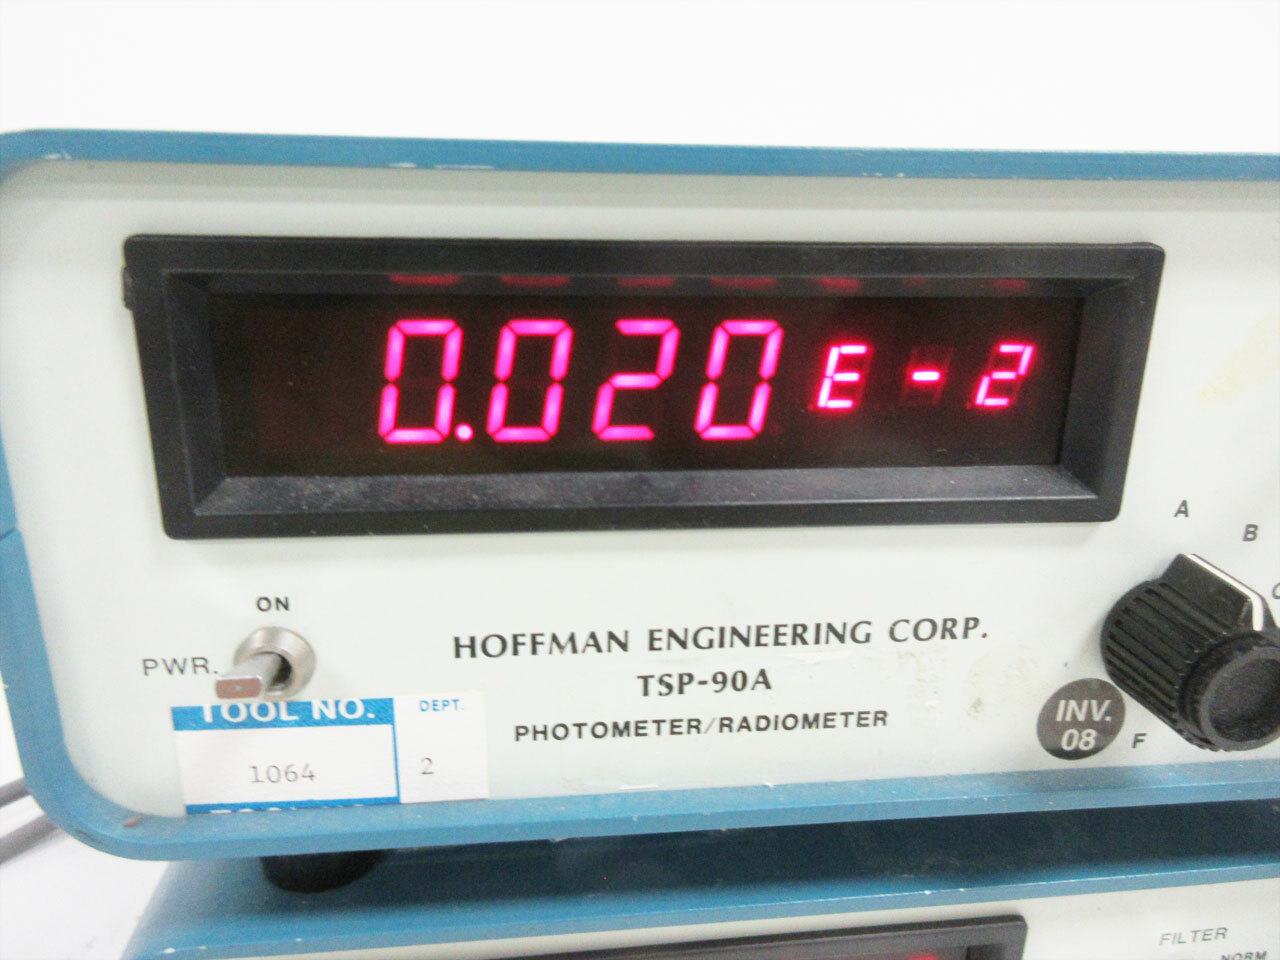 0.020 E-2
A
B
ON
PWR.
HOFFMAN ENGINEERING CORP.
TSP-90A
PHOTOMETER/RADIOMETER
TOOL NO.
DEPT.
1064
2
INV.
08
F
FILTER
NORM